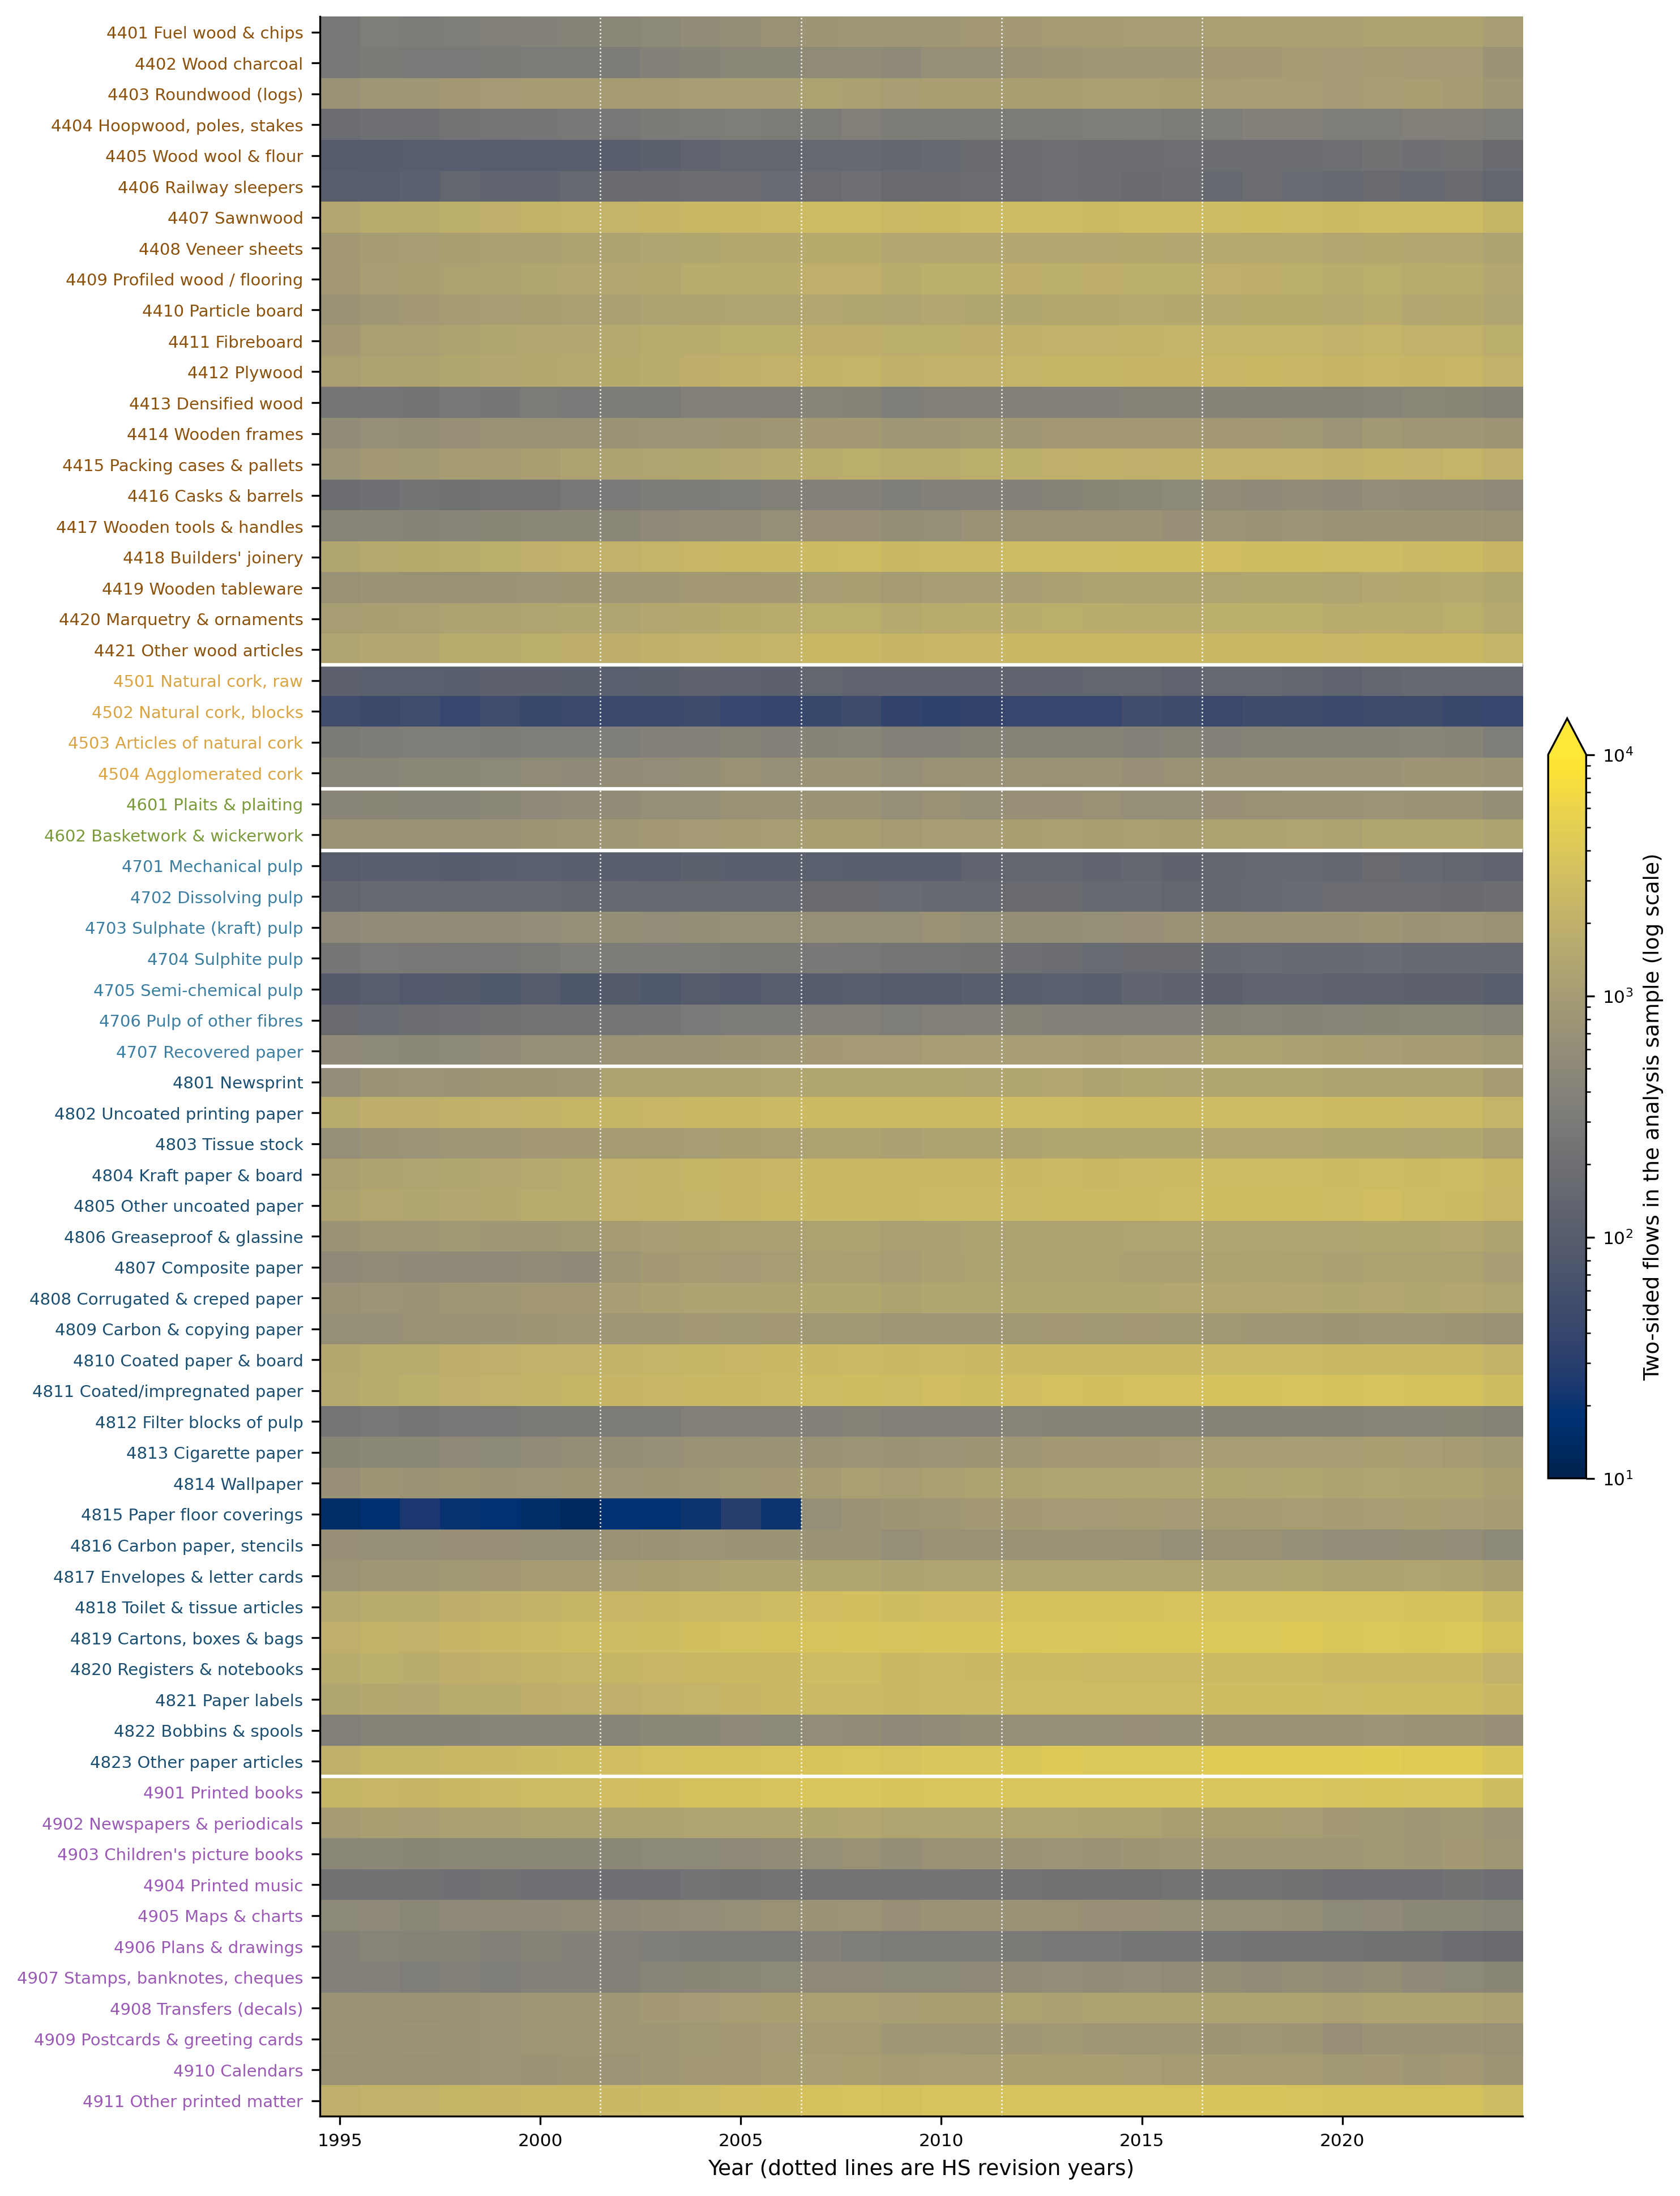 4401 Fuel wood & chips
4402 Wood charcoal
4403 Roundwood (logs)
4404 Hoopwood, poles, stakes
4405 Wood wool & flour
4406 Railway sleepers
4407 Sawnwood
4408 Veneer sheets
4409 Profiled wood / flooring
4410 Particle board
4411 Fibreboard
4412 Plywood
4413 Densified wood
4414 Wooden frames
4415 Packing cases & pallets
4416 Casks & barrels
4417 Wooden tools & handles
4418 Builders' joinery
4419 Wooden tableware
4420 Marquetry & ornaments
4421 Other wood articles
4501 Natural cork, raw
4502 Natural cork, blocks
4503 Articles of natural cork
4504 Agglomerated cork
4601 Plaits & plaiting
4602 Basketwork & wickerwork
4701 Mechanical pulp
4702 Dissolving pulp
4703 Sulphate (kraft) pulp
4704 Sulphite pulp
4705 Semi-chemical pulp
4706 Pulp of other fibres
4707 Recovered paper
4801 Newsprint
4802 Uncoated printing paper
4803 Tissue stock
4804 Kraft paper & board
4805 Other uncoated paper
4806 Greaseproof & glassine
4807 Composite paper
4808 Corrugated & creped paper
4809 Carbon & copying paper
4810 Coated paper & board
4811 Coated/impregnated paper
4812 Filter blocks of pulp
4813 Cigarette paper
4814 Wallpaper
4815 Paper floor coverings
4816 Carbon paper, stencils
4817 Envelopes & letter cards
4818 Toilet & tissue articles
4819 Cartons, boxes & bags
4820 Registers & notebooks
4821 Paper labels
4822 Bobbins & spools
4823 Other paper articles
4901 Printed books
4902 Newspapers & periodicals
4903 Children's picture books
4904 Printed music
4905 Maps & charts
4906 Plans & drawings
4907 Stamps, banknotes, cheques
4908 Transfers (decals)
4909 Postcards & greeting cards
4910 Calendars
4911 Other printed matter
1995 2000 2005 2010 2015 2020
Year (dotted lines are HS revision years)
10⁴
10³
10²
10¹
Two-sided flows in the analysis sample (log scale)